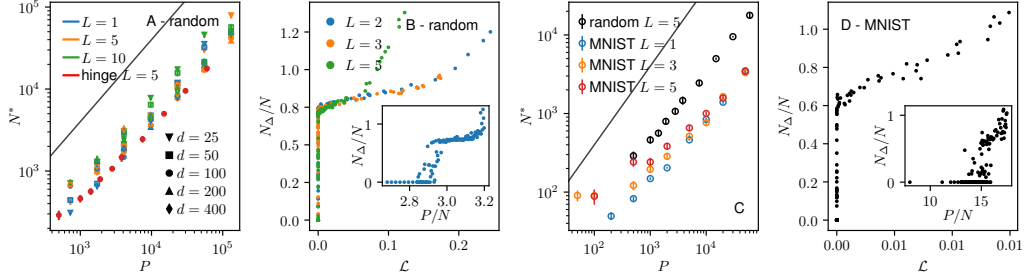 A - random
L = 1
L = 5
L = 10
hinge L = 5
d = 25
d = 50
d = 100
d = 200
d = 400
10^4
10^3
N*
10^3
10^4
10^5
P
B - random
L = 2
L = 3
L = 5
1.2
1.0
0.8
0.6
0.4
0.2
0.0
N_Δ/N
0.0
0.1
0.2
ℒ
1
0
N_Δ/N
2.8
3.0
3.2
P/N
random L = 5
MNIST L = 1
MNIST L = 3
MNIST L = 5
C
10^4
10^3
10^2
N*
10^2
10^3
10^4
P
D - MNIST
1.0
0.8
0.6
0.4
0.2
0.0
N_Δ/N
0.00
0.01
0.01
ℒ
1
0
N_Δ/N
10
15
P/N